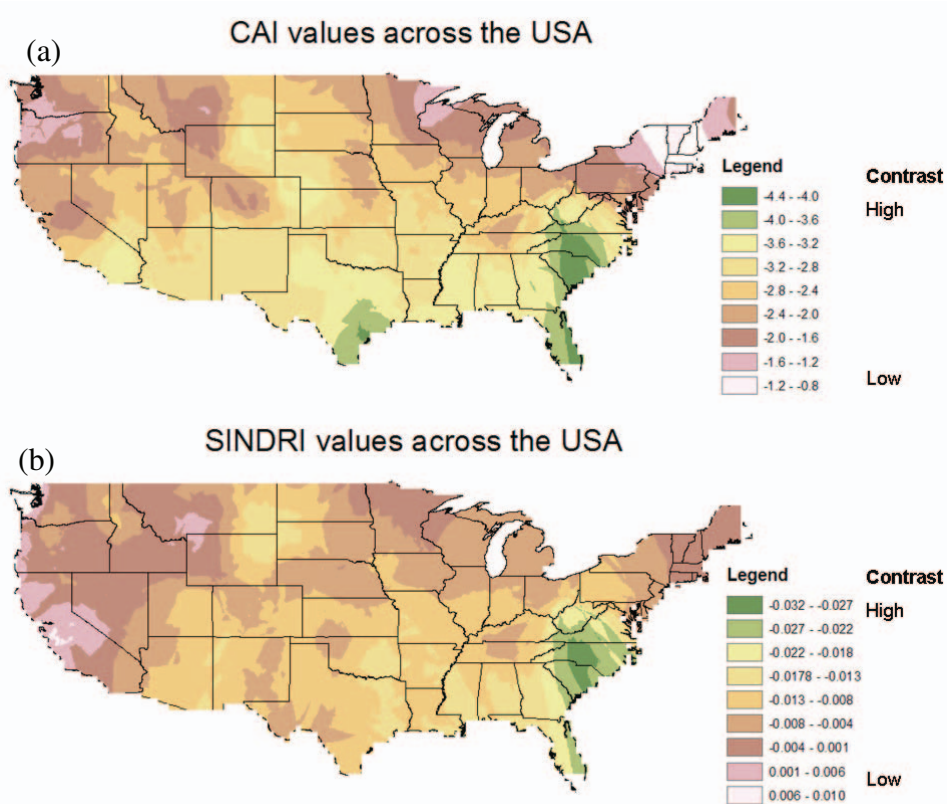 CAI values across the USA
(a)
Legend
Contrast
-4.4 - -4.0
High
-4.0 - -3.6
-3.6 - -3.2
-3.2 - -2.8
-2.8 - -2.4
-2.4 - -2.0
-2.0 - -1.6
-1.6 - -1.2
-1.2 - -0.8
Low
SINDRI values across the USA
(b)
Legend
Contrast
-0.032 - -0.027
High
-0.027 - -0.022
-0.022 - -0.018
-0.0178 - -0.013
-0.013 - -0.008
-0.008 - -0.004
-0.004 - 0.001
0.001 - 0.006
Low
0.006 - 0.010